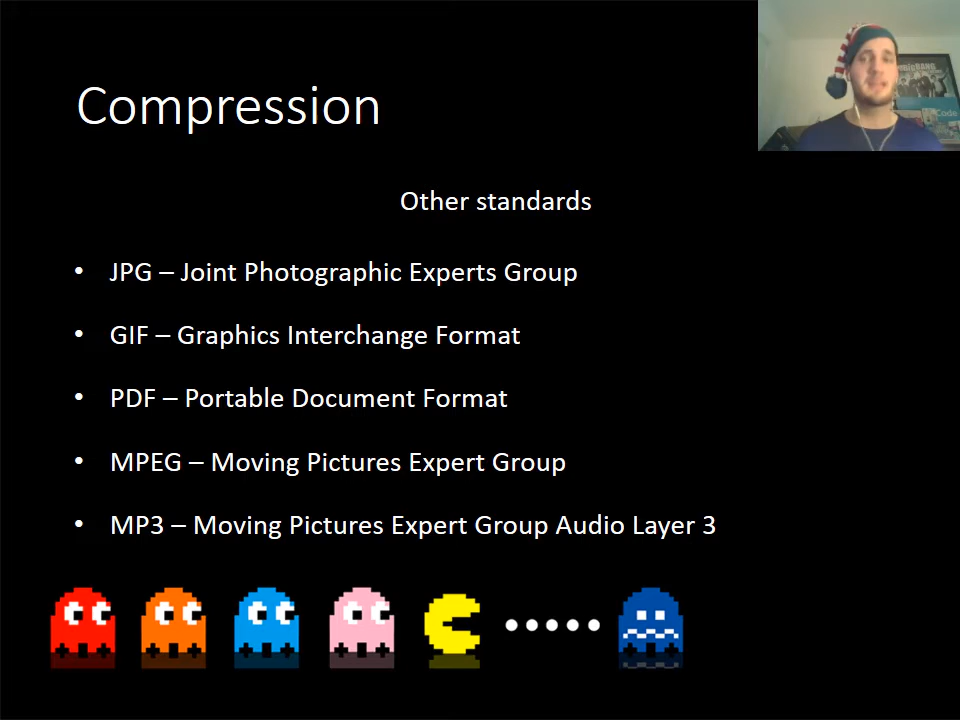 Compression
Other standards
• JPG – Joint Photographic Experts Group
• GIF – Graphics Interchange Format
• PDF – Portable Document Format
• MPEG – Moving Pictures Expert Group
• MP3 – Moving Pictures Expert Group Audio Layer 3
Code